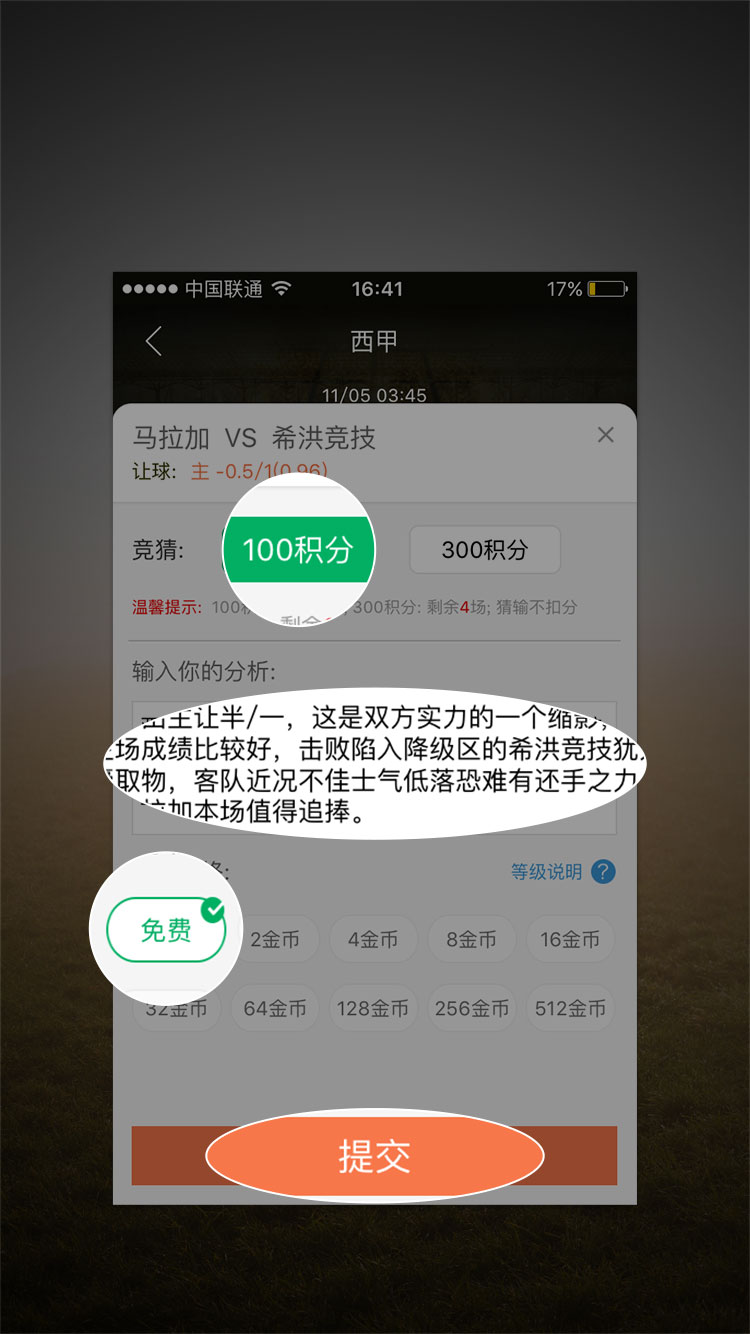 中国联通 16:41 17%
西甲
11/05 03:45
马拉加 VS 希洪竞技
让球: 主 -0.5/1(0.96)
竞猜: 100积分 300积分
温馨提示: 100 300积分: 剩余4场; 猜输不扣分
剩余
输入你的分析:
主让半/一，这是双方实力的一个缩影，
场成绩比较好，击败陷入降级区的希洪竞技犹
取物，客队近况不佳士气低落恐难有还手之力
拉加本场值得追捧。
等级说明 ?
免费 2金币 4金币 8金币 16金币
32金币 64金币 128金币 256金币 512金币
提交